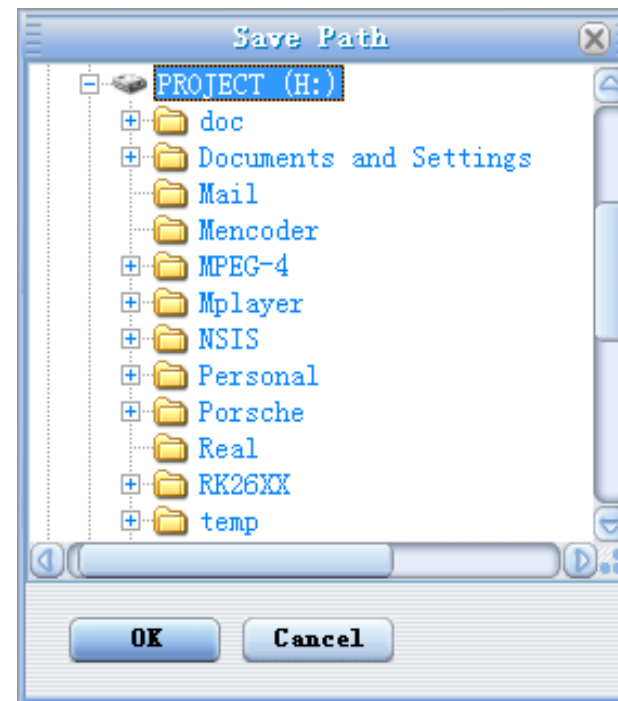 Save Path
PROJECT (H:)
doc
Documents and Settings
Mail
Mencoder
MPEG-4
Mplayer
NSIS
Personal
Porsche
Real
RK26XX
temp
OK Cancel